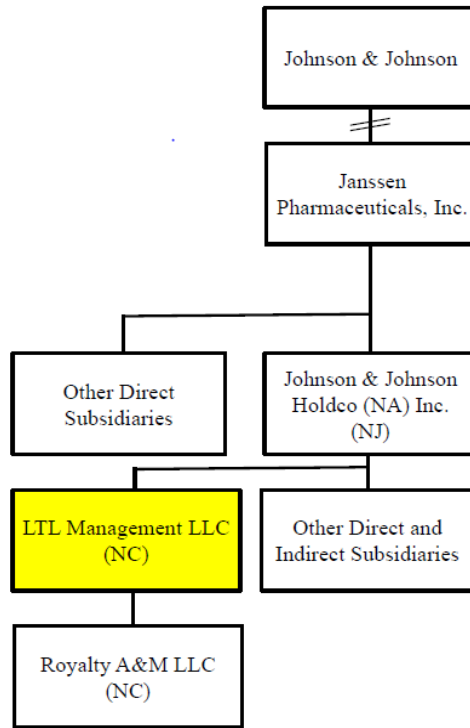 Johnson & Johnson
Janssen
Pharmaceuticals, Inc.
Other Direct
Subsidiaries
Johnson & Johnson
Holdco (NA) Inc.
(NJ)
LTL Management LLC
(NC)
Other Direct and
Indirect Subsidiaries
Royalty A&M LLC
(NC)